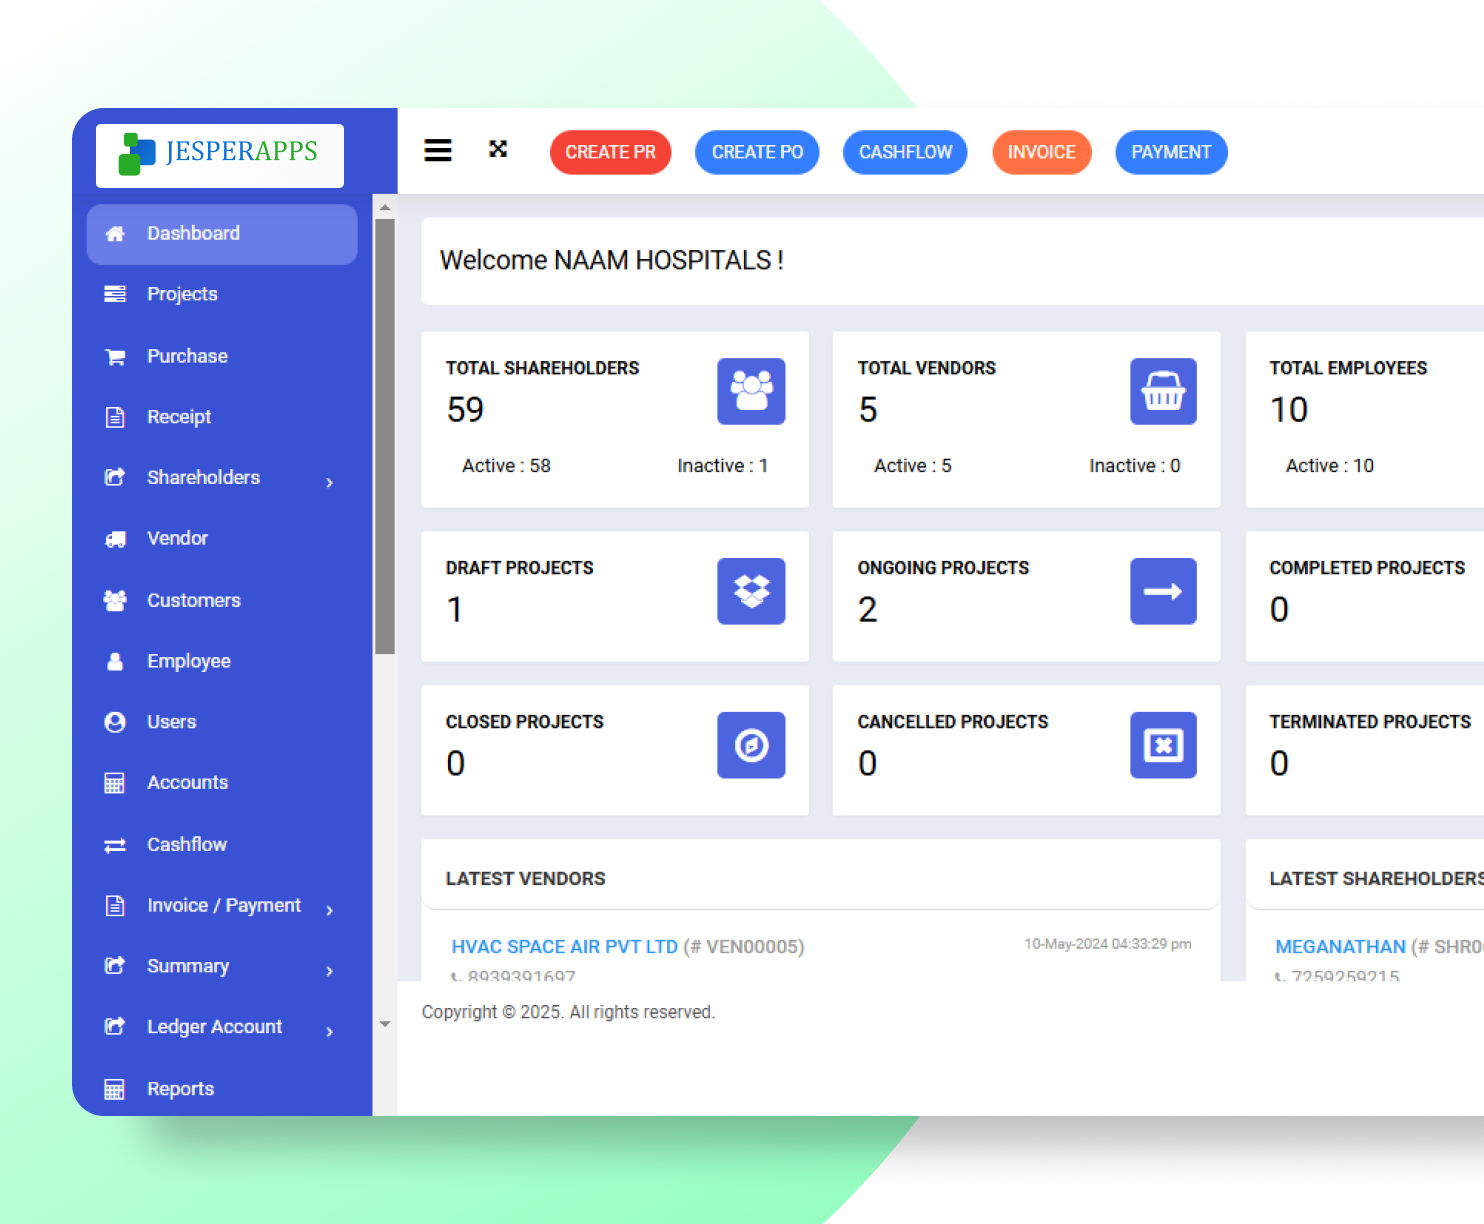 JESPERAPPS
CREATE PR
CREATE PO
CASHFLOW
INVOICE
PAYMENT
Dashboard
Projects
Purchase
Receipt
Shareholders
Vendor
Customers
Employee
Users
Accounts
Cashflow
Invoice / Payment
Summary
Ledger Account
Reports
Welcome NAAM HOSPITALS !
TOTAL SHAREHOLDERS
59
Active : 58 Inactive : 1
TOTAL VENDORS
5
Active : 5 Inactive : 0
TOTAL EMPLOYEES
10
Active : 10
DRAFT PROJECTS
1
ONGOING PROJECTS
2
COMPLETED PROJECTS
0
CLOSED PROJECTS
0
CANCELLED PROJECTS
0
TERMINATED PROJECTS
0
LATEST VENDORS
HVAC SPACE AIR PVT LTD (# VEN00005) 10-May-2024 04:33:29 pm
8939391697
LATEST SHAREHOLDERS
MEGANATHAN (# SHR0
7259259215
Copyright © 2025. All rights reserved.